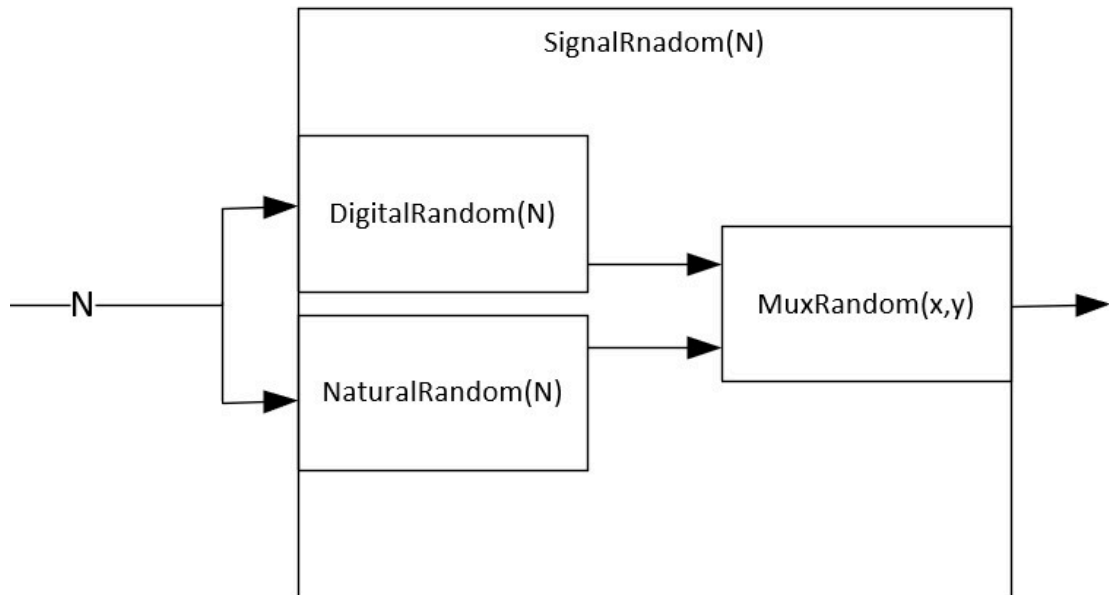 SignalRnadom(N)
DigitalRandom(N)
N
MuxRandom(x,y)
NaturalRandom(N)